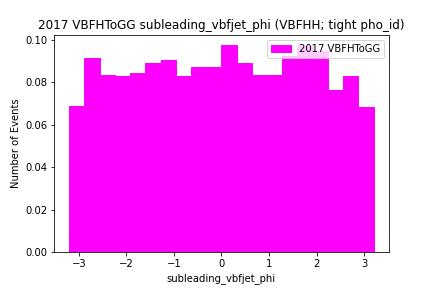 2017 VBFHToGG subleading_vbfjet_phi (VBFHH; tight pho_id)
2017 VBFHToGG
Number of Events
0.10
0.08
0.06
0.04
0.02
0.00
−3 −2 −1 0 1 2 3
subleading_vbfjet_phi